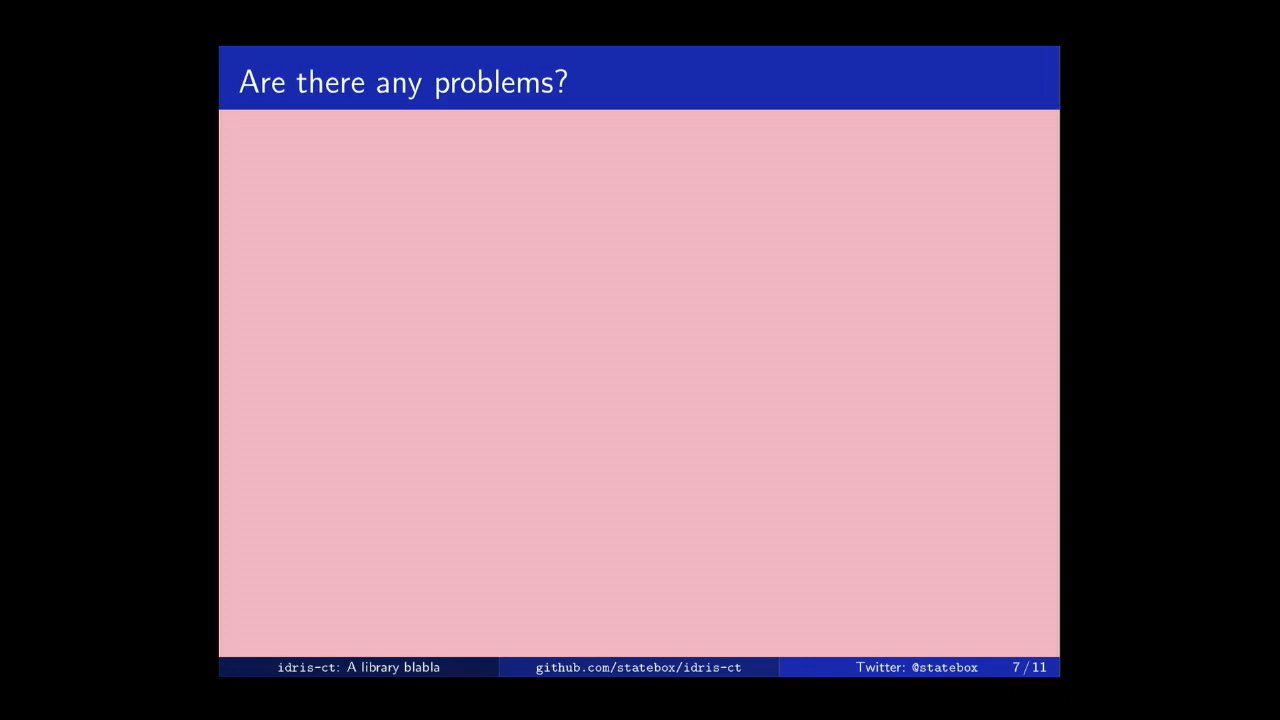 Are there any problems?
idris-ct: A library blabla github.com/statebox/idris-ct Twitter: @statebox 7 / 11